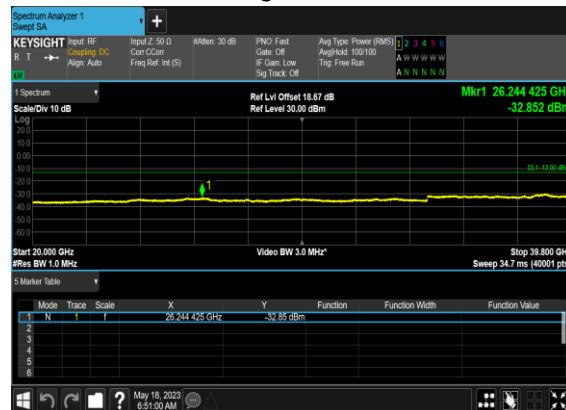 Spectrum Analyzer 1
Swept SA
+
KEYSIGHT Input: RF Input Z: 50 Ω #Atten: 30 dB PNO: Fast Avg Type: Power (RMS) 1 2 3 4 5 6
R T Coupling: DC Corr CCorr Gate: Off Avg|Hold: 100/100 A W W W W W
Align: Auto Freq Ref: Int (S) IF Gain: Low Trig: Free Run
LW Sig Track: Off A N N N N N
1 Spectrum Ref Lvl Offset 18.67 dB Mkr1 26.244 425 GH
Scale/Div 10 dB Ref Level 30.00 dBm -32.852 dBr
Log
20.0
10.0
0.00
-10.0
DL1 -13.00 dB
-20.0
1
-30.0
-40.0
-50.0
-60.0
Start 20.000 GHz Video BW 3.0 MHz* Stop 39.800 GH
#Res BW 1.0 MHz Sweep 34.7 ms (40001 pts
5 Marker Table
Mode Trace Scale X Y Function Function Width Function Value
1 N 1 f 26.244 425 GHz -32.85 dBm
2
3
4
5
6
? May 18, 2023
6:51:00 AM